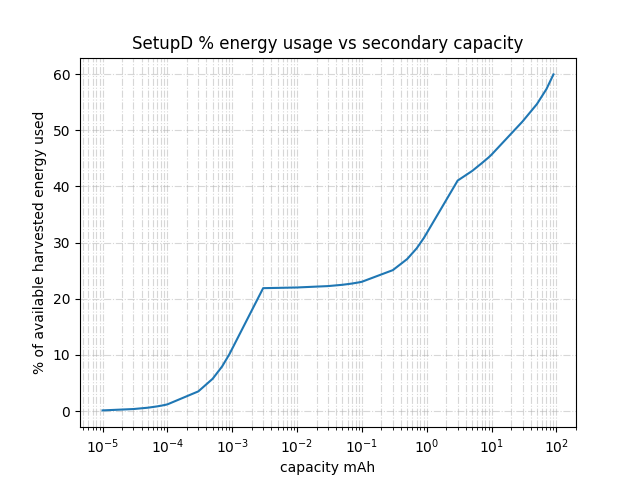 SetupD % energy usage vs secondary capacity
% of available harvested energy used
60
50
40
30
20
10
0
10⁻⁵ 10⁻⁴ 10⁻³ 10⁻² 10⁻¹ 10⁰ 10¹ 10²
capacity mAh